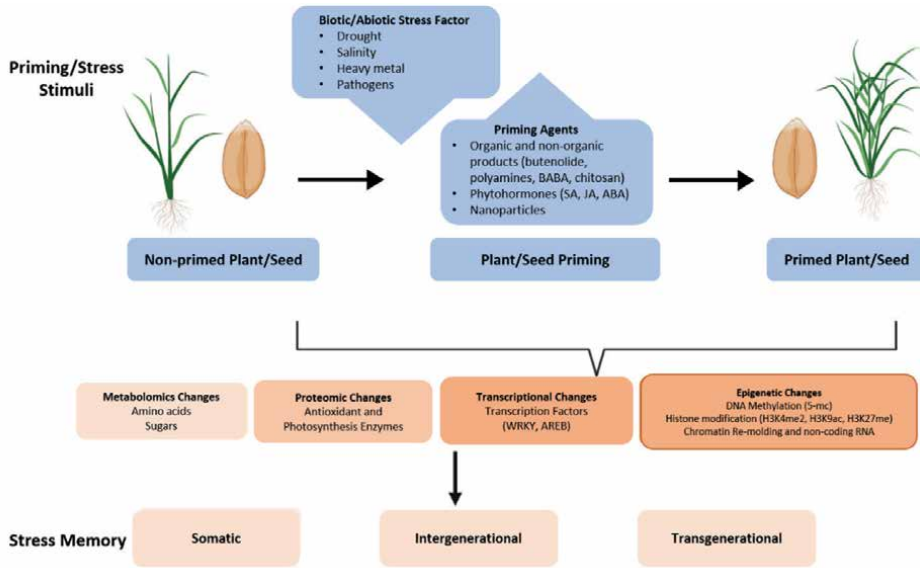 Biotic/Abiotic Stress Factor
• Drought
• Salinity
• Heavy metal
• Pathogens
Priming/Stress
Stimuli
Priming Agents
• Organic and non-organic
products (butenolide,
polyamines, BABA, chitosan)
• Phytohormones (SA, JA, ABA)
• Nanoparticles
Non-primed Plant/Seed
Plant/Seed Priming
Primed Plant/Seed
Metabolomics Changes
Amino acids
Sugars
Proteomic Changes
Antioxidant and
Photosynthesis Enzymes
Transcriptional Changes
Transcription Factors
(WRKY, AREB)
Epigenetic Changes
DNA Methylation (5-mc)
Histone modification (H3K4me2, H3K9ac, H3K27me)
Chromatin Re-molding and non-coding RNA
Stress Memory
Somatic
Intergenerational
Transgenerational